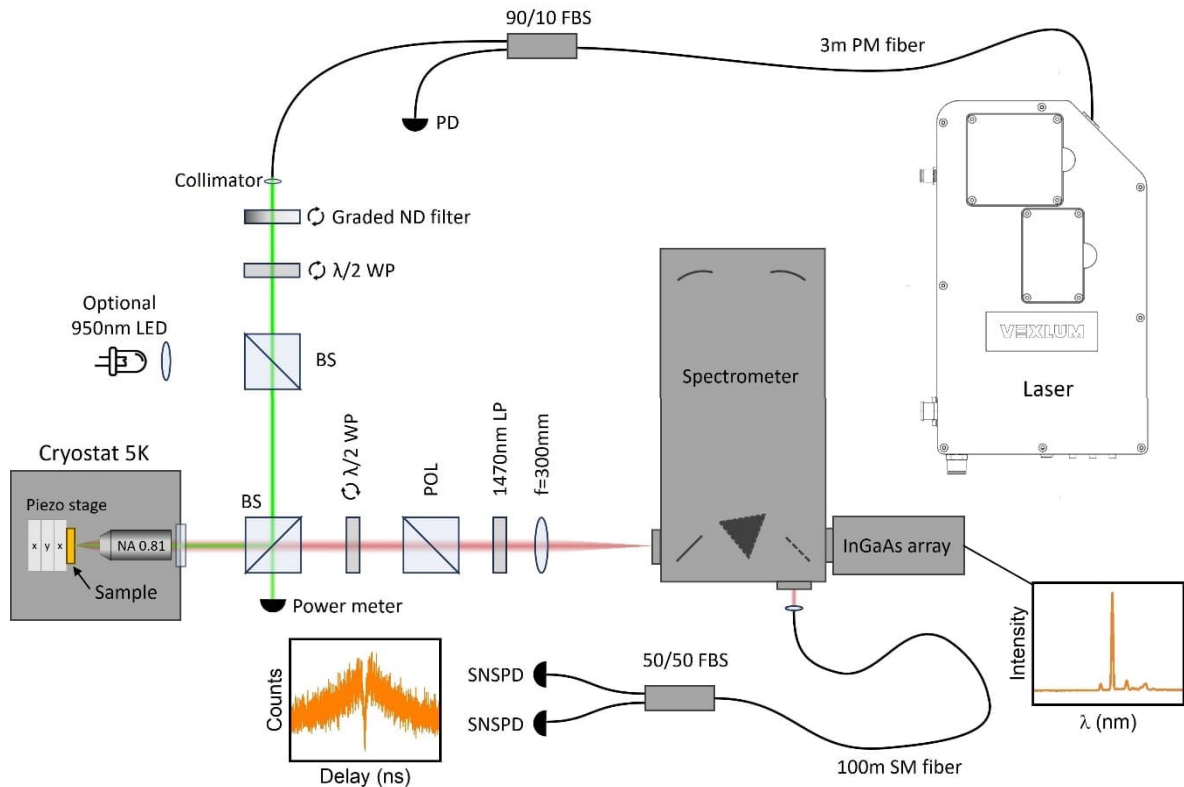 90/10 FBS
3m PM fiber
PD
Collimator
Graded ND filter
λ/2 WP
Optional
950nm LED
BS
VEXLUM
Laser
Spectrometer
Cryostat 5K
Piezo stage
x y x
NA 0.81
Sample
BS
λ/2 WP
POL
1470nm LP
f=300mm
Power meter
InGaAs array
Counts
Delay (ns)
SNSPD
SNSPD
50/50 FBS
100m SM fiber
Intensity
λ (nm)